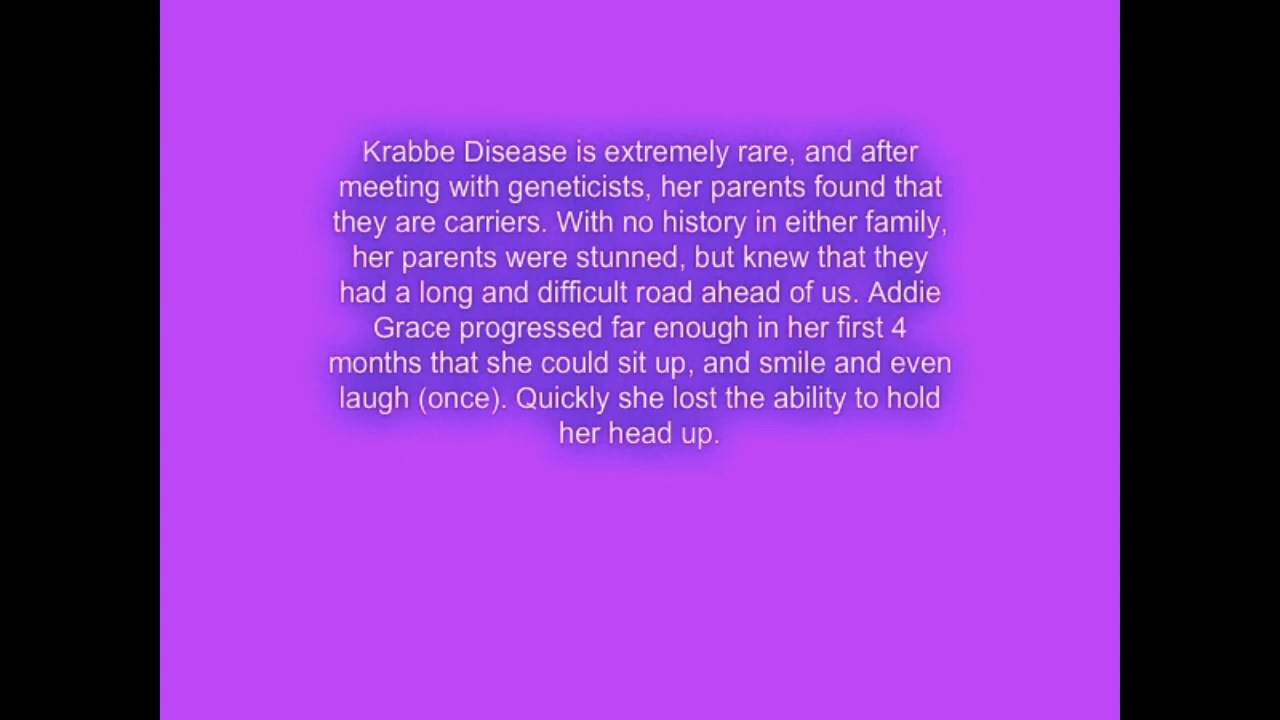 Krabbe Disease is extremely rare, and after
meeting with geneticists, her parents found that
they are carriers. With no history in either family,
her parents were stunned, but knew that they
had a long and difficult road ahead of us. Addie
Grace progressed far enough in her first 4
months that she could sit up, and smile and even
laugh (once). Quickly she lost the ability to hold
her head up.